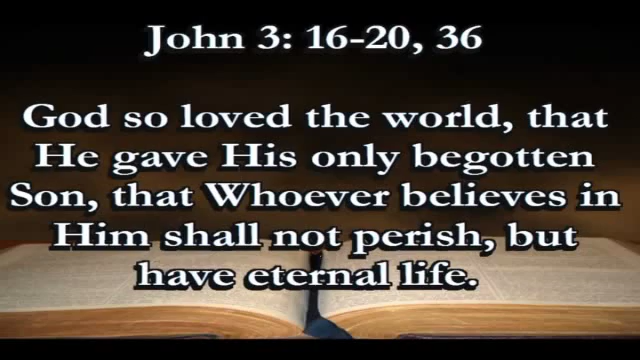 John 3: 16-20, 36
God so loved the world, that
He gave His only begotten
Son, that Whoever believes in
Him shall not perish, but
have eternal life.